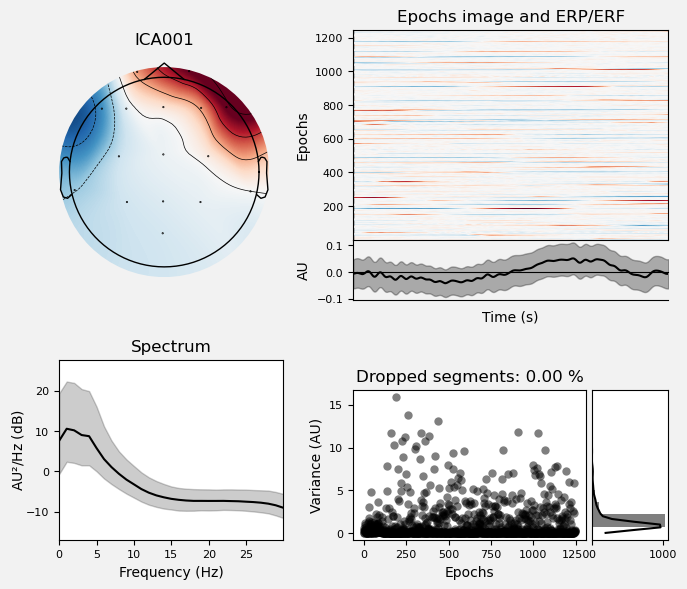 ICA001
Epochs image and ERP/ERF
1200
1000
800
600
400
200
Epochs
0.1
0.0
−0.1
AU
Time (s)
Spectrum
20
10
0
−10
AU²/Hz (dB)
0 5 10 15 20 25
Frequency (Hz)
Dropped segments: 0.00 %
15
10
5
0
Variance (AU)
0 250 500 750 1000 1250
Epochs
0 1000